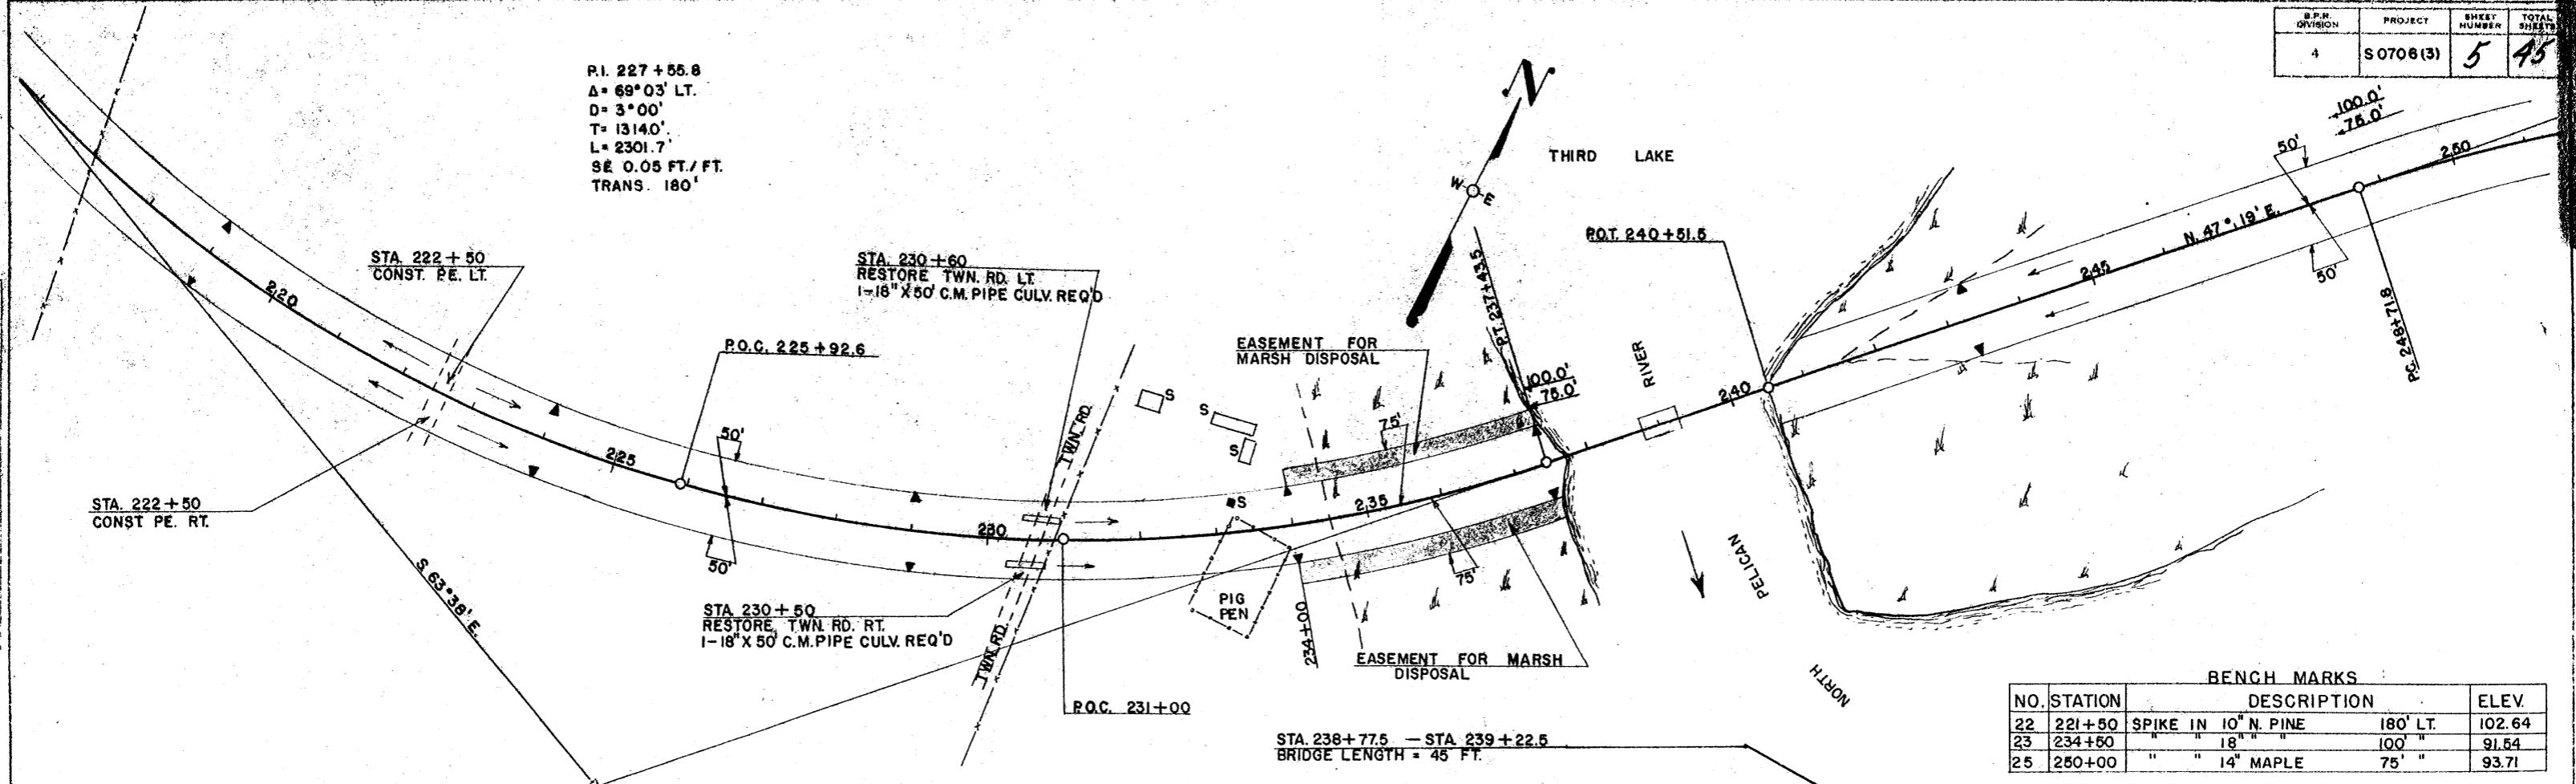 B.P.R. DIVISION PROJECT SHEET NUMBER TOTAL SHEETS
4 S 0706(3) 5 45
P.I. 227+55.8
Δ= 69°03' LT.
D= 3°00'
T= 1314.0'.
L= 2301.7'
SE 0.05 FT./FT.
TRANS. 180'
N
W E
THIRD LAKE
100.0'
75.0'
50'
250
N. 47°19' E.
245
50'
P.C. 248+71.8
P.O.T. 240+51.5
P.T. 237+43.5
RIVER
240
STA. 222+50
CONST. PE. LT.
220
STA. 230+60
RESTORE TWN. RD. LT.
1-18" X 50' C.M. PIPE CULV. REQ'D
P.O.C. 225+92.6
EASEMENT FOR
MARSH DISPOSAL
100.0'
75.0'
TWN. RD.
S
S
S
75'
50'
225
50'
STA. 222+50
CONST PE. RT.
230
S
235
75'
PIG
PEN
PELICAN
NORTH
S 63°38' E.
STA. 230+50
RESTORE TWN. RD. RT.
1-18" X 50' C.M. PIPE CULV. REQ'D
TWN. RD.
234+00
EASEMENT FOR MARSH
DISPOSAL
P.O.C. 231+00
STA. 238+77.5 — STA 239+22.5
BRIDGE LENGTH = 45 FT.
BENCH MARKS
NO. STATION DESCRIPTION ELEV.
22 221+50 SPIKE IN 10" N. PINE 180' LT. 102.64
23 234+50 " " 18" " " 100' " 91.54
25 250+00 " " 14" MAPLE 75' " 93.71